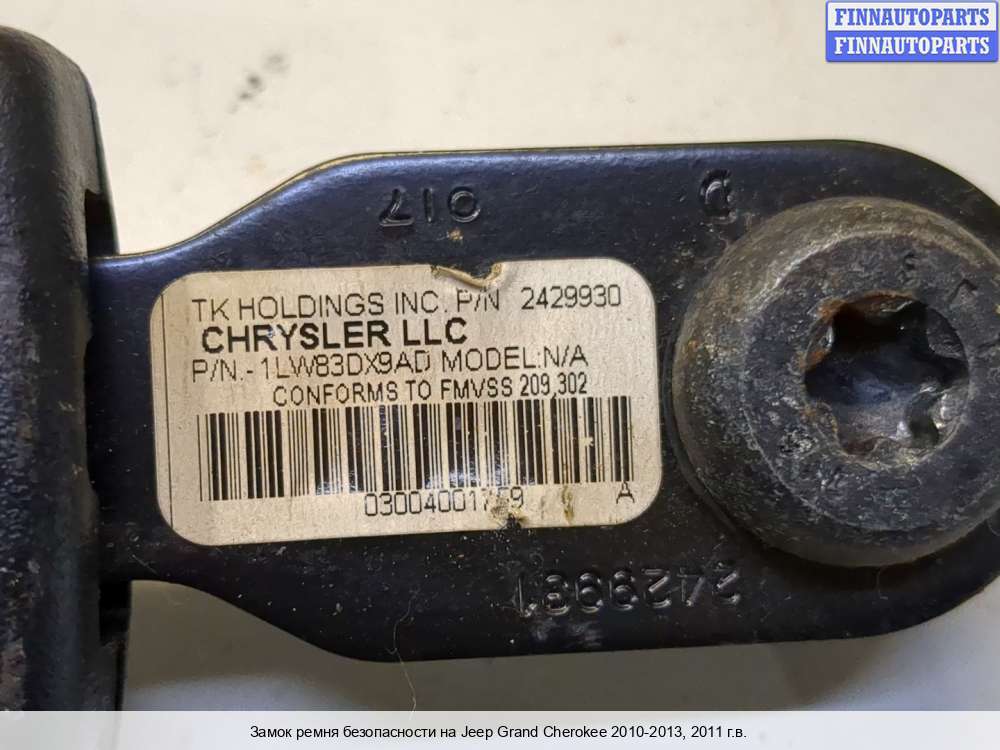 FINNAUTOPARTS
FINNAUTOPARTS
017
TK HOLDINGS INC. P/N 2429930
CHRYSLER LLC
P/N.-1LW83DX9AD MODEL:N/A
CONFORMS TO FMVSS 209,302
A
2429981
Замок ремня безопасности на Jeep Grand Cherokee 2010-2013, 2011 г.в.